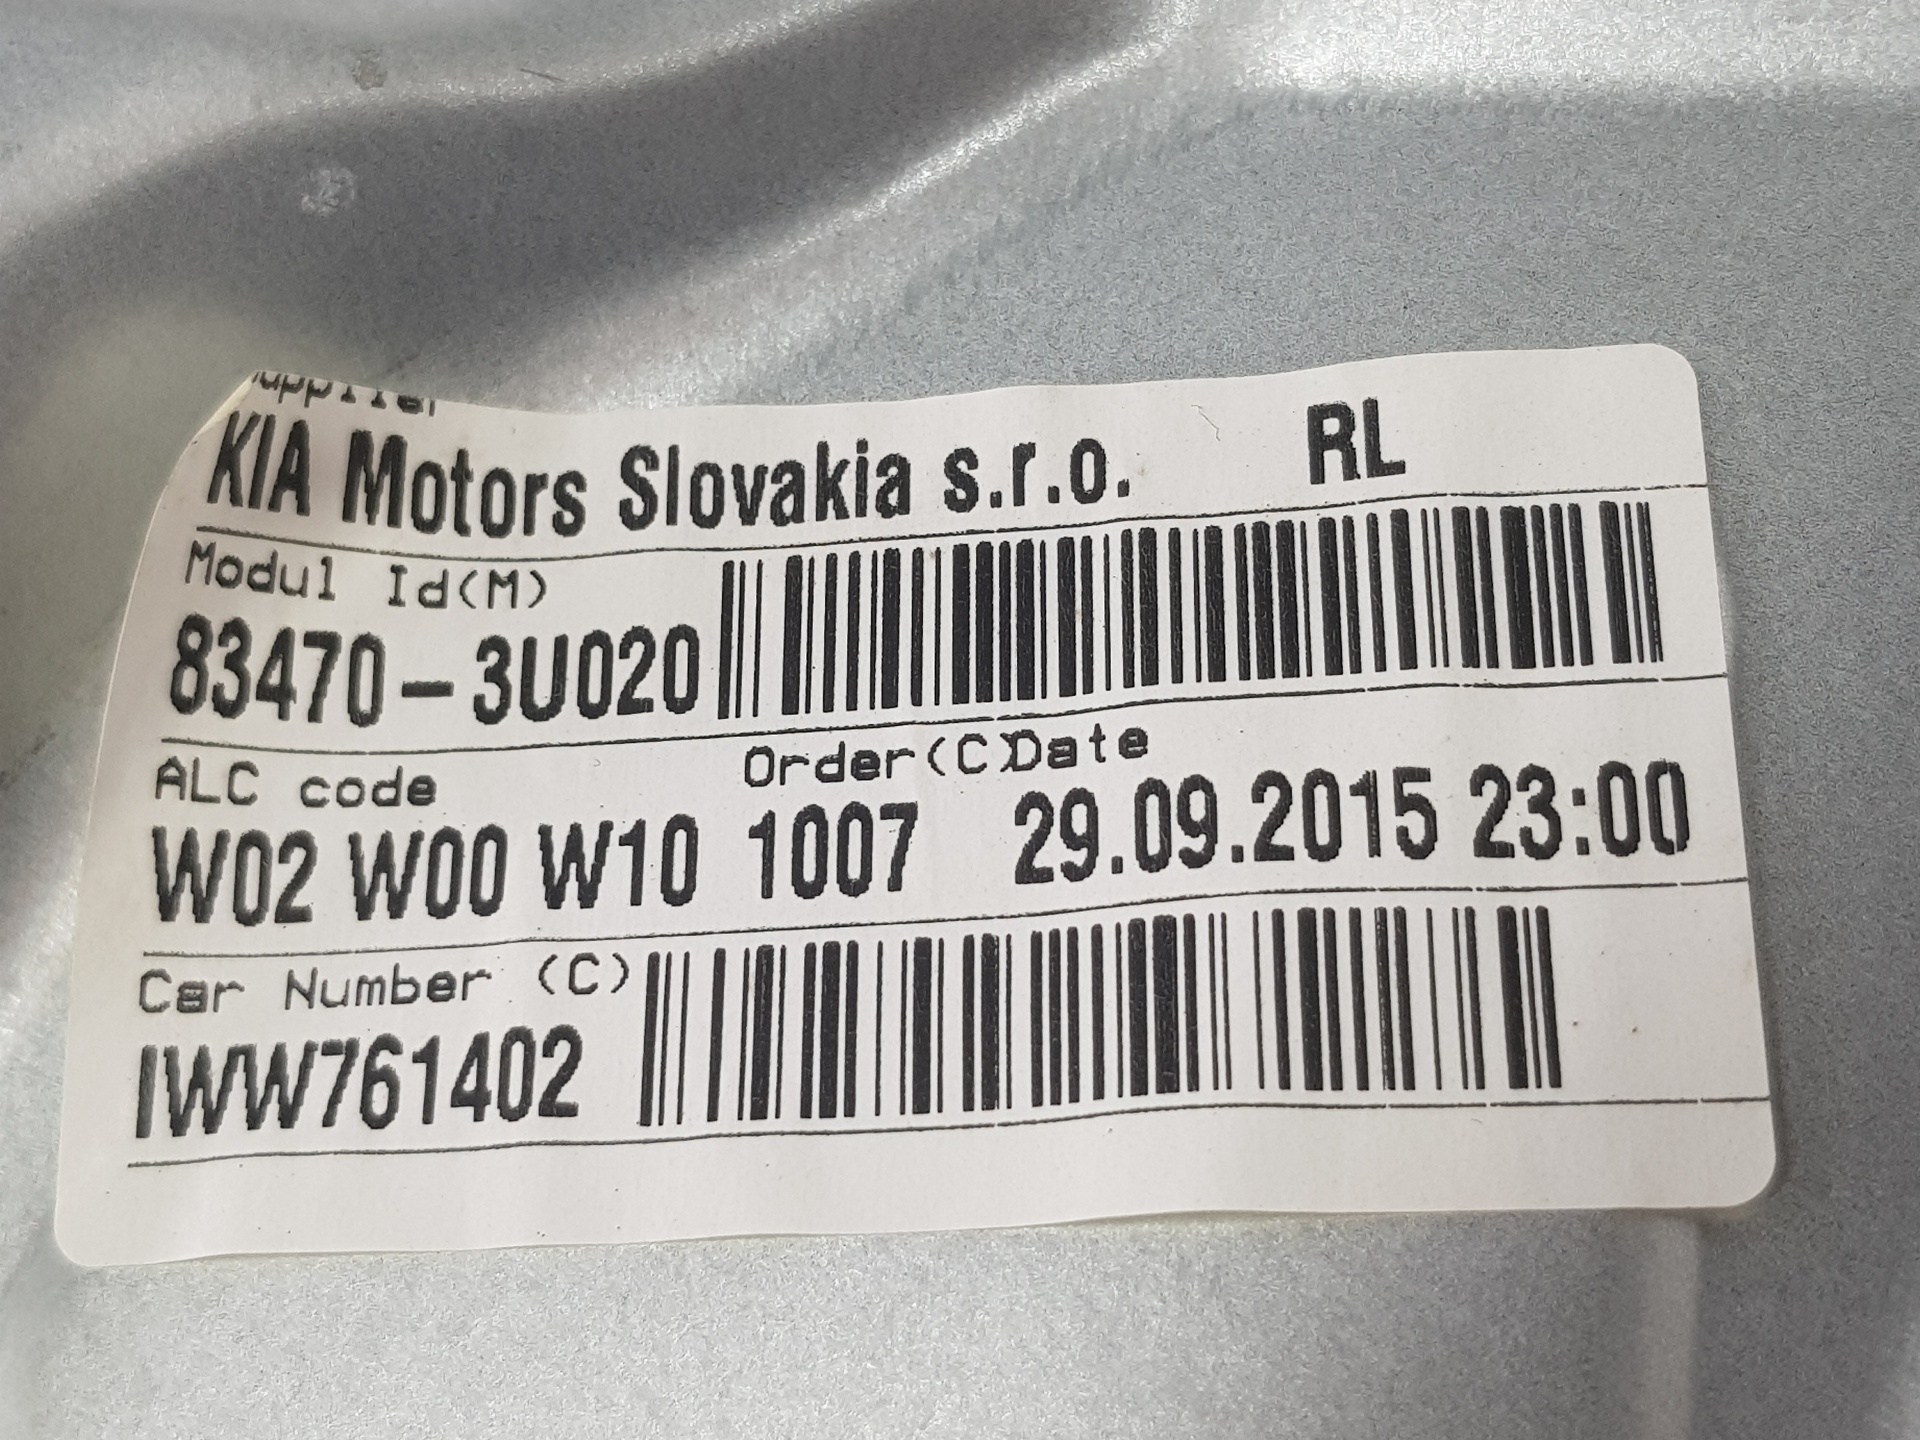 Supplier
KIA Motors Slovakia s.r.o. RL
Modul Id(M)
83470-3U020
ALC code Order(C)Date
W02 W00 W10 1007 29.09.2015 23:00
Car Number (C)
IWW761402